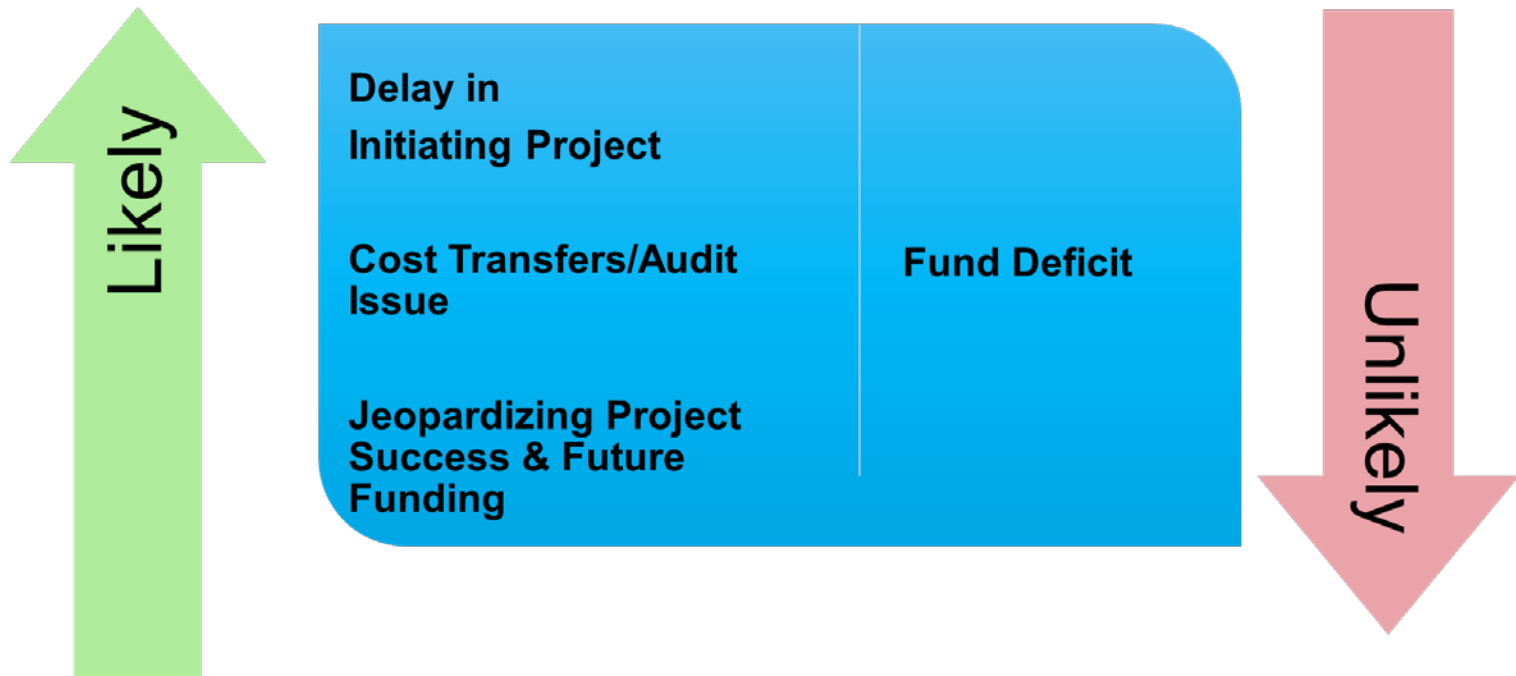 Likely
Delay in
Initiating Project
Cost Transfers/Audit
Issue
Jeopardizing Project
Success & Future
Funding
Fund Deficit
Unlikely